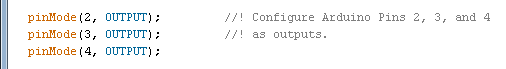 pinMode(2, OUTPUT); //! Configure Arduino Pins 2, 3, and 4
pinMode(3, OUTPUT); //! as outputs.
pinMode(4, OUTPUT);